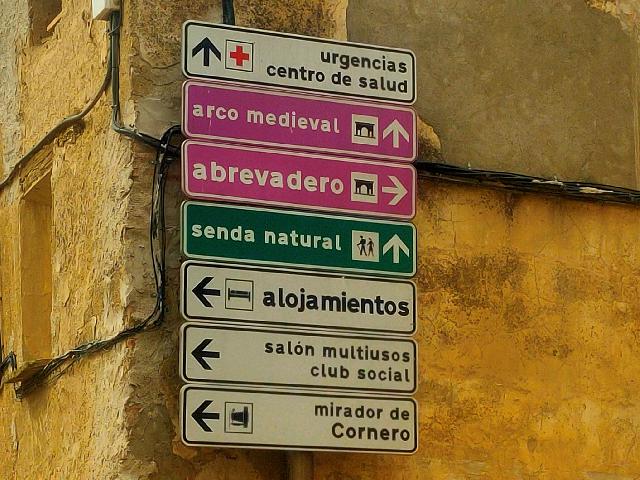 urgencias
centro de salud
arco medieval
abrevadero
senda natural
alojamientos
salón multiusos
club social
mirador de
Cornero